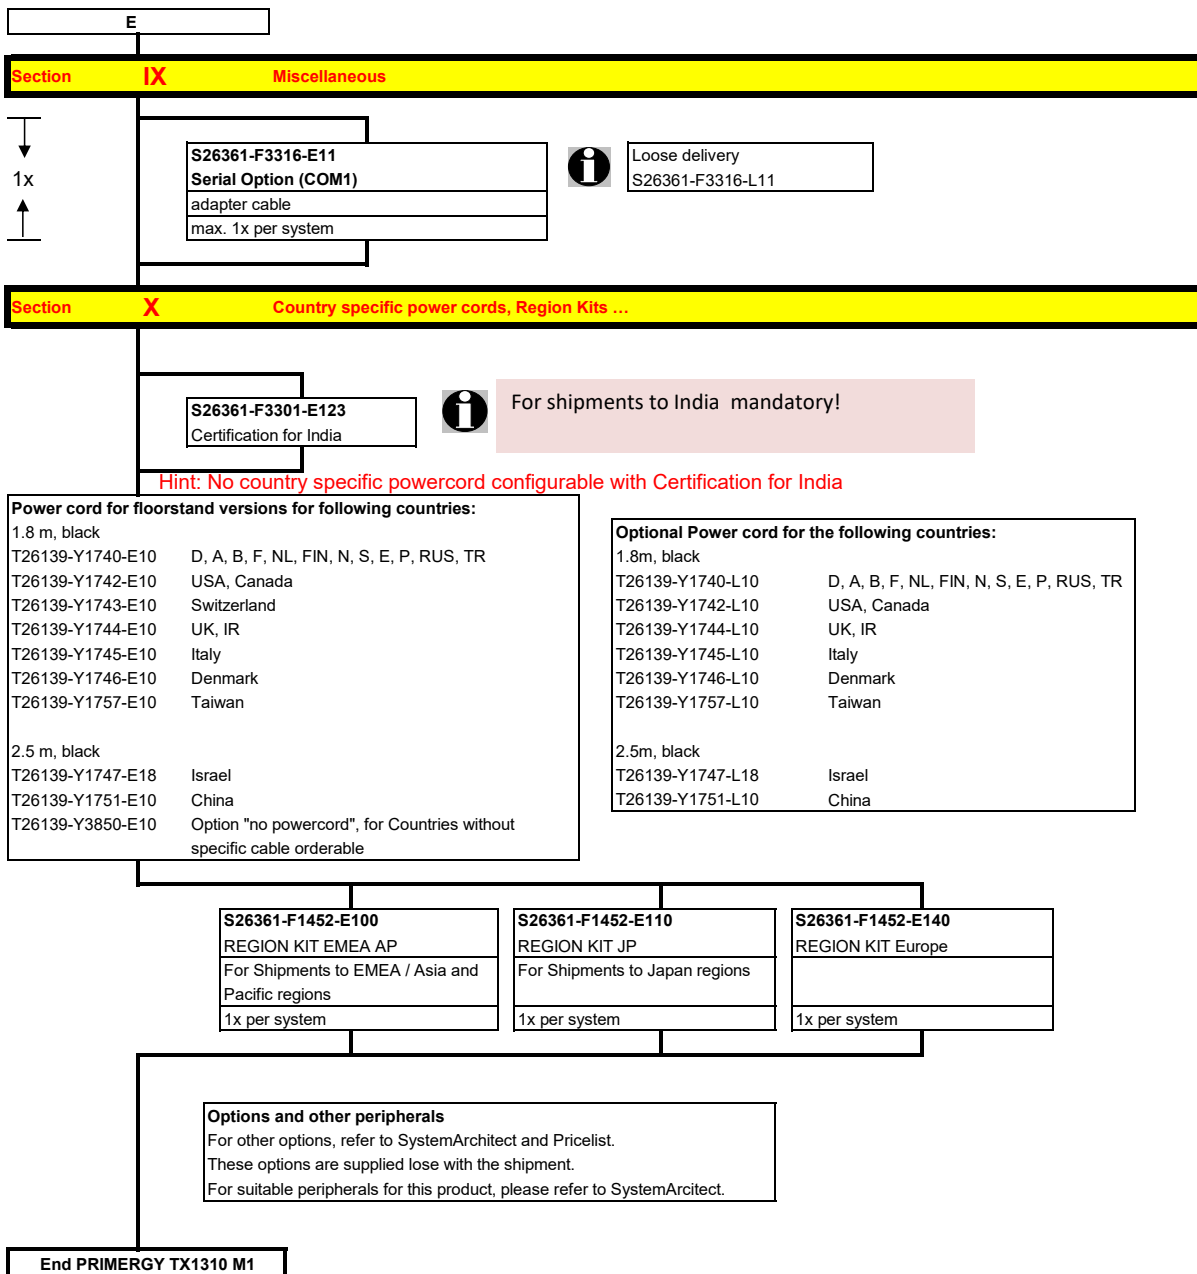 E
Section IX Miscellaneous
1x
S26361-F3316-E11
Serial Option (COM1)
adapter cable
max. 1x per system
Loose delivery
S26361-F3316-L11
Section X Country specific power cords, Region Kits …
S26361-F3301-E123
Certification for India
For shipments to India mandatory!
Hint: No country specific powercord configurable with Certification for India
Power cord for floorstand versions for following countries:
1.8 m, black
T26139-Y1740-E10 D, A, B, F, NL, FIN, N, S, E, P, RUS, TR
T26139-Y1742-E10 USA, Canada
T26139-Y1743-E10 Switzerland
T26139-Y1744-E10 UK, IR
T26139-Y1745-E10 Italy
T26139-Y1746-E10 Denmark
T26139-Y1757-E10 Taiwan
2.5 m, black
T26139-Y1747-E18 Israel
T26139-Y1751-E10 China
T26139-Y3850-E10 Option "no powercord", for Countries without
specific cable orderable
Optional Power cord for the following countries:
1.8m, black
T26139-Y1740-L10 D, A, B, F, NL, FIN, N, S, E, P, RUS, TR
T26139-Y1742-L10 USA, Canada
T26139-Y1744-L10 UK, IR
T26139-Y1745-L10 Italy
T26139-Y1746-L10 Denmark
T26139-Y1757-L10 Taiwan
2.5m, black
T26139-Y1747-L18 Israel
T26139-Y1751-L10 China
S26361-F1452-E100
REGION KIT EMEA AP
For Shipments to EMEA / Asia and
Pacific regions
1x per system
S26361-F1452-E110
REGION KIT JP
For Shipments to Japan regions
1x per system
S26361-F1452-E140
REGION KIT Europe
1x per system
Options and other peripherals
For other options, refer to SystemArchitect and Pricelist.
These options are supplied lose with the shipment.
For suitable peripherals for this product, please refer to SystemArcitect.
End PRIMERGY TX1310 M1